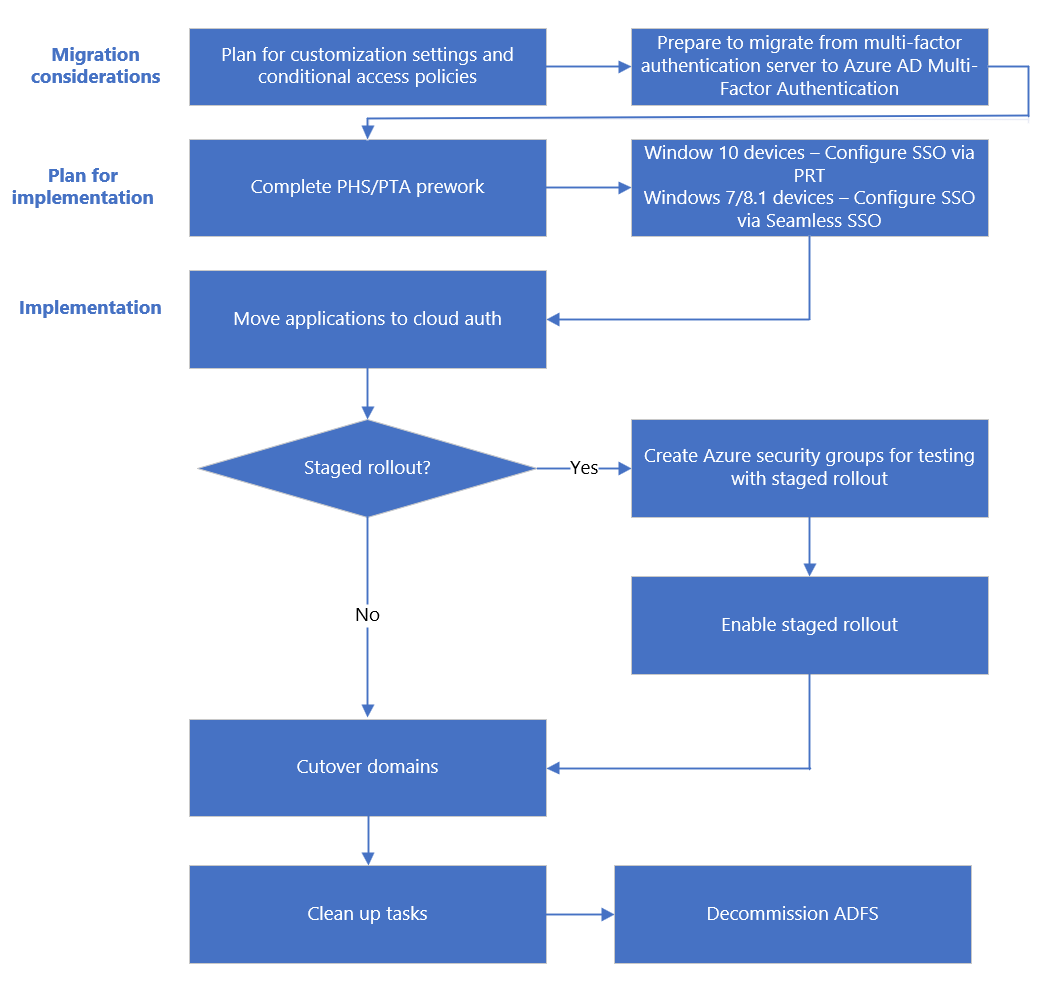 Migration
considerations
Plan for customization settings and
conditional access policies
Prepare to migrate from multi-factor
authentication server to Azure AD Multi-
Factor Authentication
Plan for
implementation
Complete PHS/PTA prework
Window 10 devices – Configure SSO via
PRT
Windows 7/8.1 devices – Configure SSO
via Seamless SSO
Implementation
Move applications to cloud auth
Staged rollout?
Yes
Create Azure security groups for testing
with staged rollout
No
Enable staged rollout
Cutover domains
Clean up tasks
Decommission ADFS